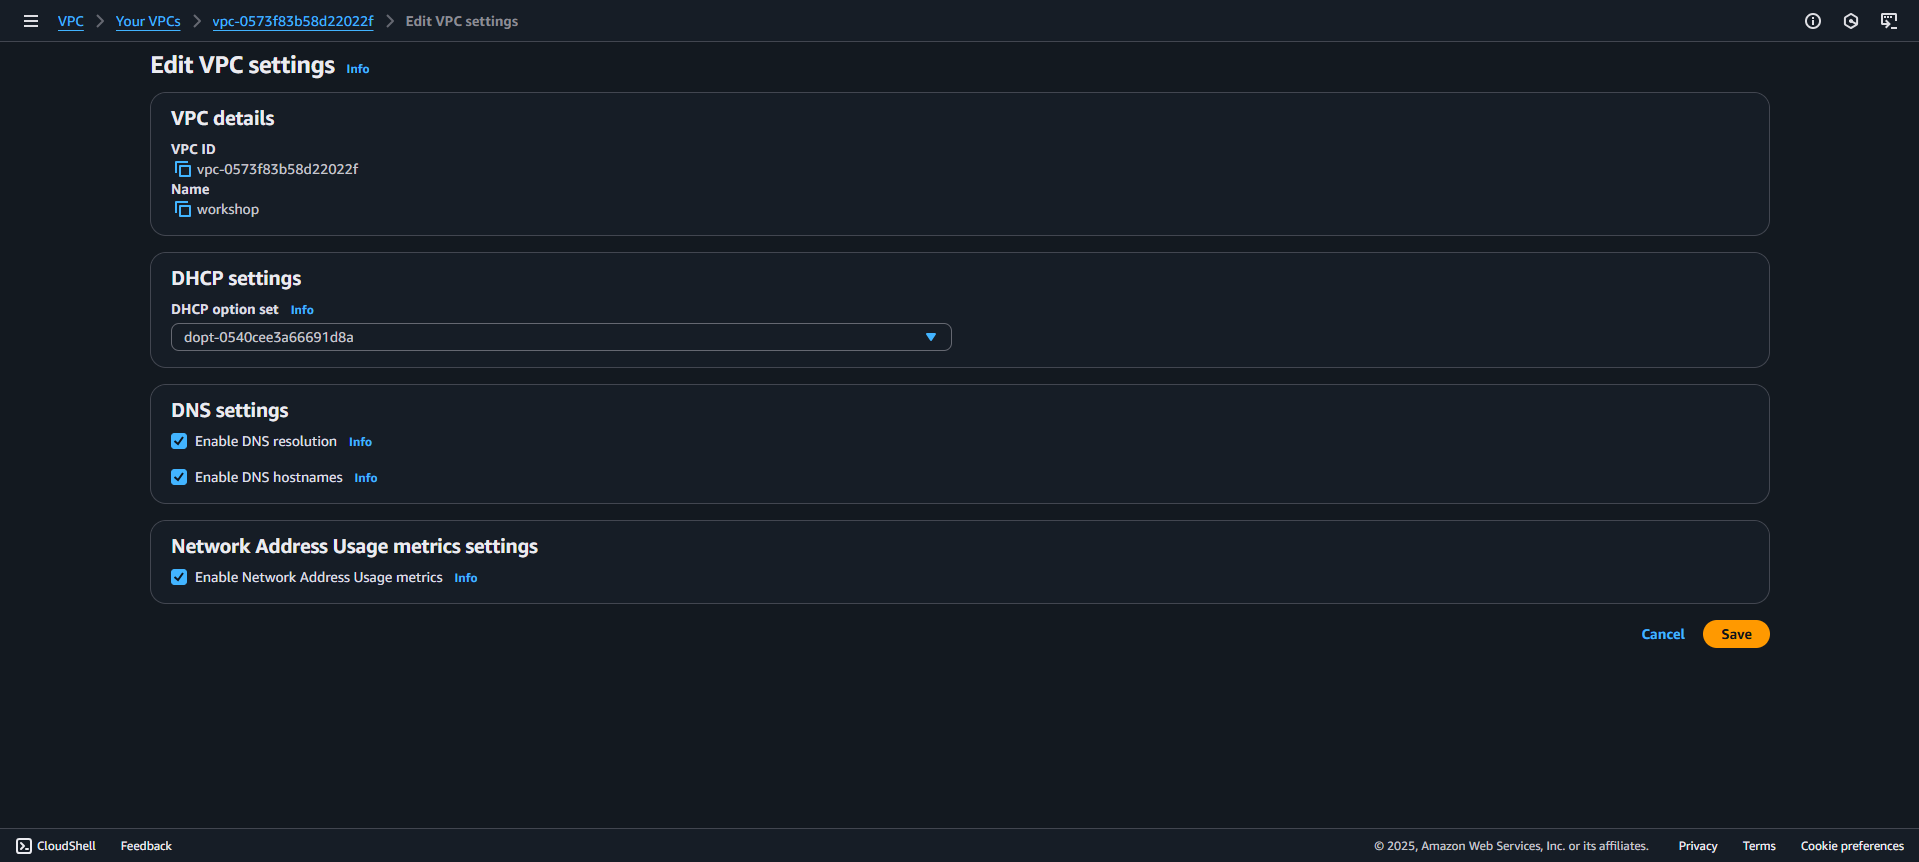 VPC Your VPCs vpc-0573f83b58d22022f Edit VPC settings
Edit VPC settings Info
VPC details
VPC ID
vpc-0573f83b58d22022f
Name
workshop
DHCP settings
DHCP option set Info
dopt-0540cee3a66691d8a
DNS settings
Enable DNS resolution Info
Enable DNS hostnames Info
Network Address Usage metrics settings
Enable Network Address Usage metrics Info
Cancel Save
CloudShell Feedback © 2025, Amazon Web Services, Inc. or its affiliates. Privacy Terms Cookie preferences